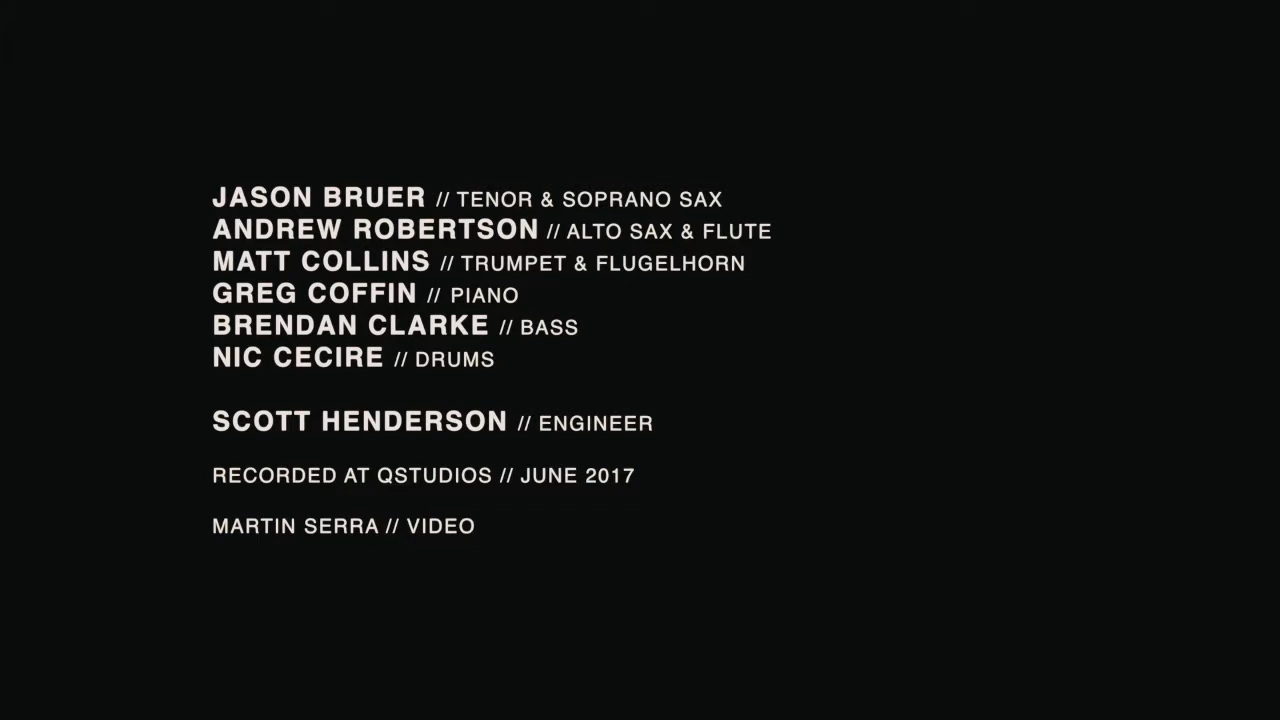 JASON BRUER // TENOR & SOPRANO SAX
ANDREW ROBERTSON // ALTO SAX & FLUTE
MATT COLLINS // TRUMPET & FLUGELHORN
GREG COFFIN // PIANO
BRENDAN CLARKE // BASS
NIC CECIRE // DRUMS
SCOTT HENDERSON // ENGINEER
RECORDED AT QSTUDIOS // JUNE 2017
MARTIN SERRA // VIDEO